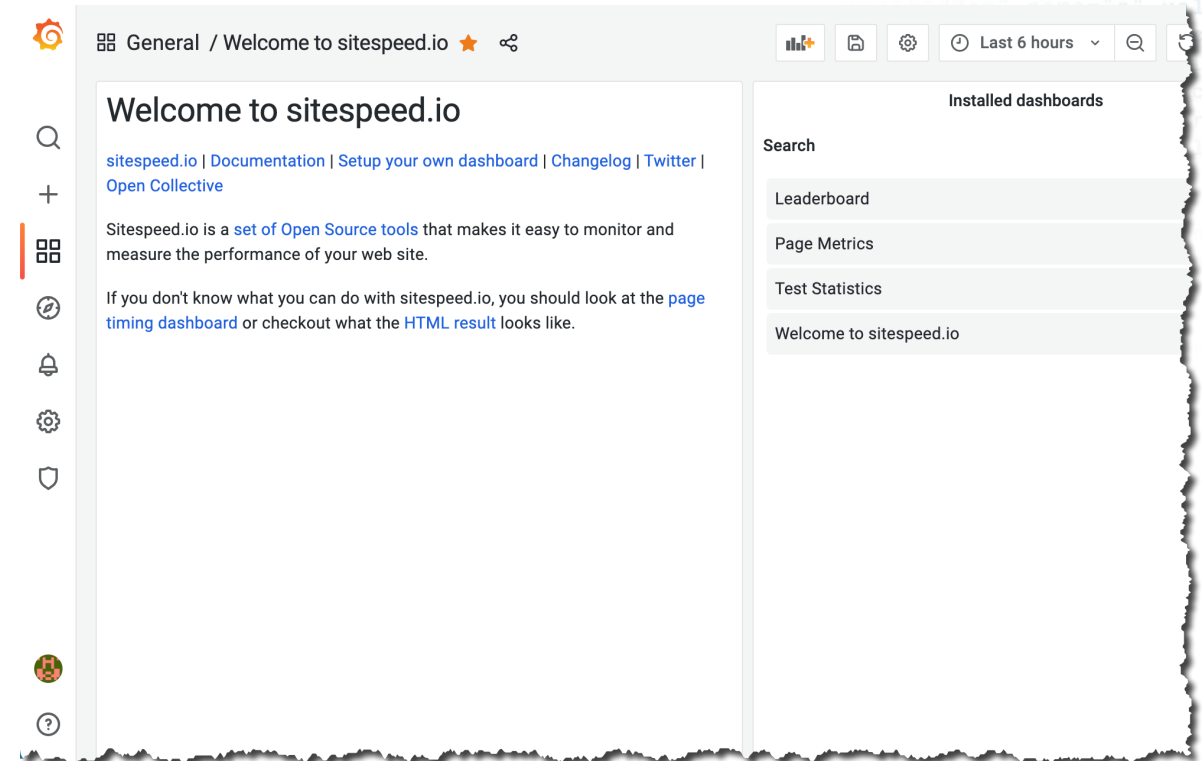 General / Welcome to sitespeed.io
Last 6 hours
Welcome to sitespeed.io
sitespeed.io | Documentation | Setup your own dashboard | Changelog | Twitter |
Open Collective
Sitespeed.io is a set of Open Source tools that makes it easy to monitor and
measure the performance of your web site.
If you don't know what you can do with sitespeed.io, you should look at the page
timing dashboard or checkout what the HTML result looks like.
Installed dashboards
Search
Leaderboard
Page Metrics
Test Statistics
Welcome to sitespeed.io